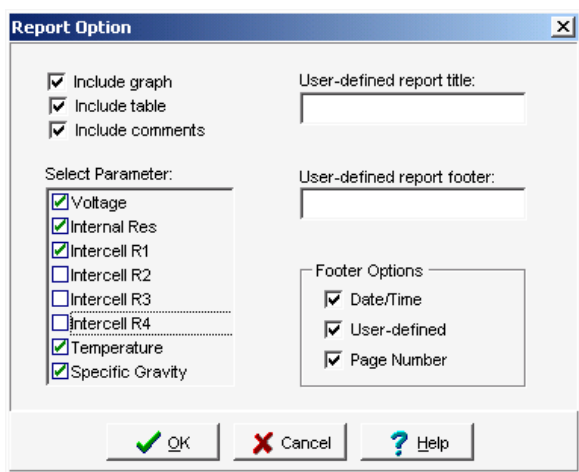 Report Option
Include graph
Include table
Include comments
User-defined report title:
Select Parameter:
Voltage
Internal Res
Intercell R1
Intercell R2
Intercell R3
Intercell R4
Temperature
Specific Gravity
User-defined report footer:
Footer Options
Date/Time
User-defined
Page Number
OK
Cancel
Help